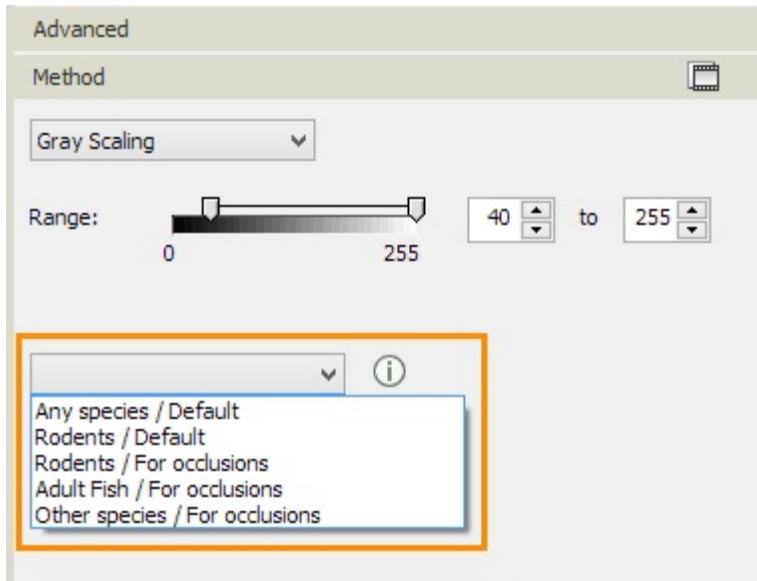 Advanced
Method
Gray Scaling
Range:
40 to 255
0 255
Any species / Default
Rodents / Default
Rodents / For occlusions
Adult Fish / For occlusions
Other species / For occlusions